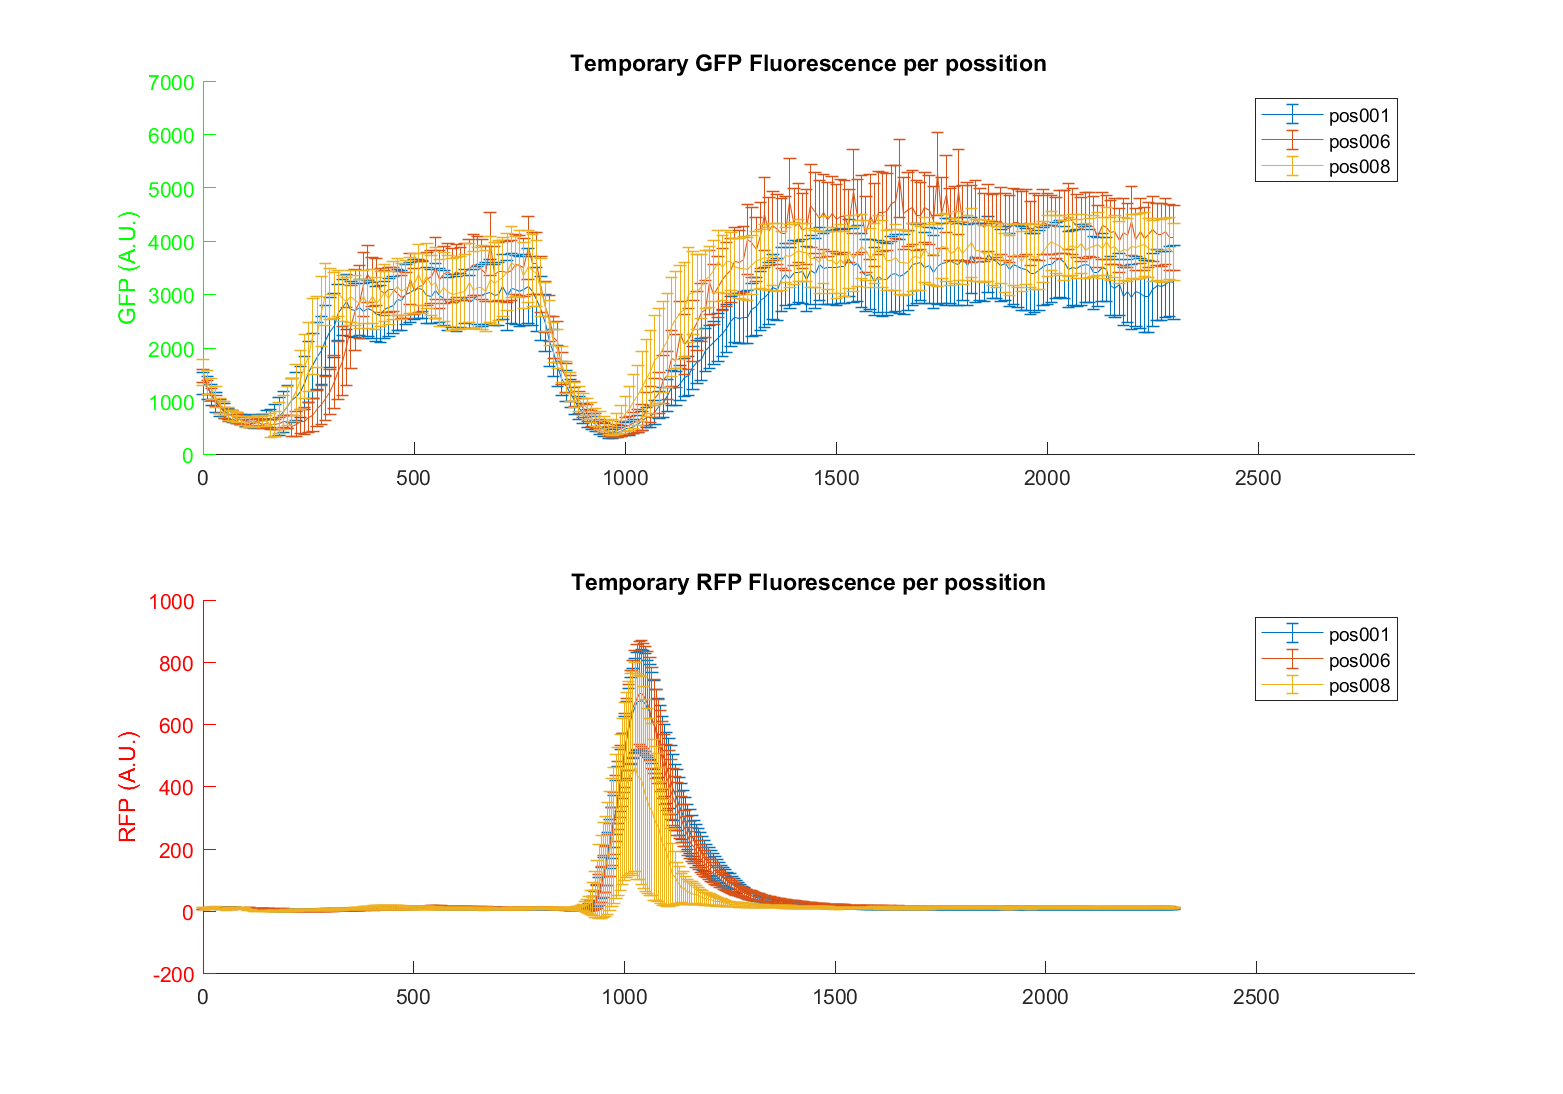 Temporary GFP Fluorescence per possition
7000
6000
5000
4000
3000
2000
1000
0
GFP (A.U.)
0 500 1000 1500 2000 2500
pos001
pos006
pos008
Temporary RFP Fluorescence per possition
1000
800
600
400
200
0
-200
RFP (A.U.)
0 500 1000 1500 2000 2500
pos001
pos006
pos008